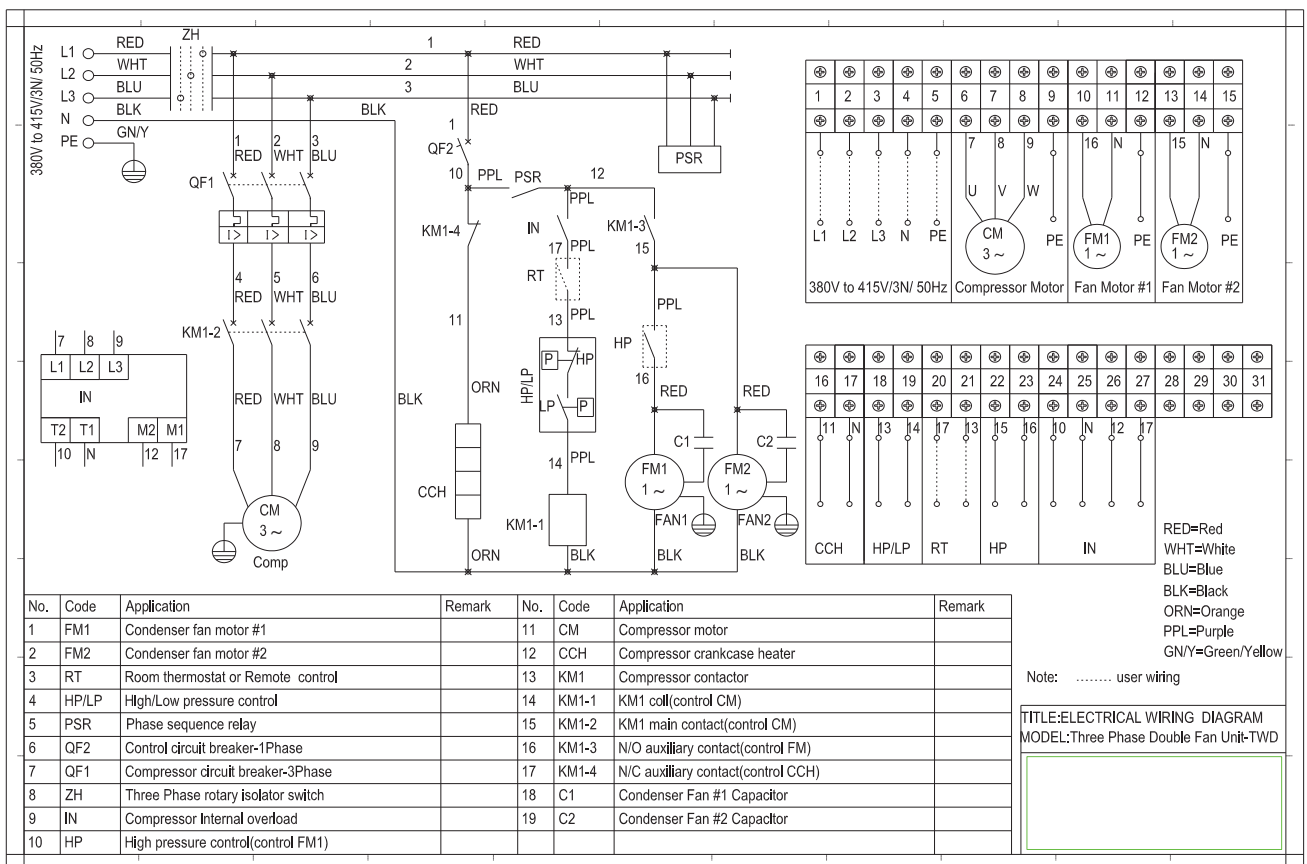 380V to 415V/3N/ 50Hz
L1
RED
ZH
1
RED
L2
WHT
2
WHT
L3
BLU
3
BLU
N
BLK
BLK
RED
PE
GN/Y
1
2
3
RED
WHT
BLU
QF1
I>
I>
I>
4
5
6
RED
WHT
BLU
KM1-2
RED
WHT
BLU
7
8
9
CM
3 ~
Comp
7
8
9
L1
L2
L3
IN
T2
T1
M2
M1
10
N
12
17
BLK
1
QF2
10
PPL
PSR
12
PSR
KM1-4
11
ORN
CCH
ORN
PPL
IN
17
PPL
RT
13
PPL
HP/LP
P
HP
LP
P
14
PPL
KM1-1
BLK
KM1-3
15
PPL
HP
16
RED
C1
FM1
1 ~
FAN1
BLK
RED
C2
FM2
1 ~
FAN2
BLK
1 2 3 4 5 6 7 8 9 10 11 12 13 14 15
7 8 9 16 N 15 N
U V W
L1 L2 L3 N PE
CM
3 ~
PE
FM1
1 ~
PE
FM2
1 ~
PE
380V to 415V/3N/ 50Hz
Compressor Motor
Fan Motor #1
Fan Motor #2
16 17 18 19 20 21 22 23 24 25 26 27 28 29 30 31
11 N 13 14 17 13 15 16 10 N 12 17
CCH HP/LP RT HP IN
RED=Red
WHT=White
BLU=Blue
BLK=Black
ORN=Orange
PPL=Purple
GN/Y=Green/Yellow
Note: ........ user wiring
TITLE:ELECTRICAL WIRING DIAGRAM
MODEL:Three Phase Double Fan Unit-TWD
No. Code Application Remark No. Code Application Remark
1 FM1 Condenser fan motor #1 11 CM Compressor motor
2 FM2 Condenser fan motor #2 12 CCH Compressor crankcase heater
3 RT Room thermostat or Remote control 13 KM1 Compressor contactor
4 HP/LP High/Low pressure control 14 KM1-1 KM1 coil(control CM)
5 PSR Phase sequence relay 15 KM1-2 KM1 main contact(control CM)
6 QF2 Control circuit breaker-1Phase 16 KM1-3 N/O auxiliary contact(control FM)
7 QF1 Compressor circuit breaker-3Phase 17 KM1-4 N/C auxiliary contact(control CCH)
8 ZH Three Phase rotary isolator switch 18 C1 Condenser Fan #1 Capacitor
9 IN Compressor Internal overload 19 C2 Condenser Fan #2 Capacitor
10 HP High pressure control(control FM1)